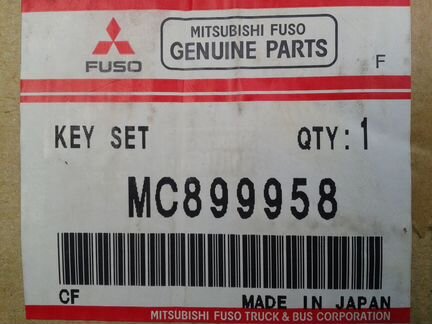 MITSUBISHI FUSO
GENUINE PARTS
FUSO
F
KEY SET QTY:1
MC899958
CF MADE IN JAPAN
MITSUBISHI FUSO TRUCK & BUS CORPORATION